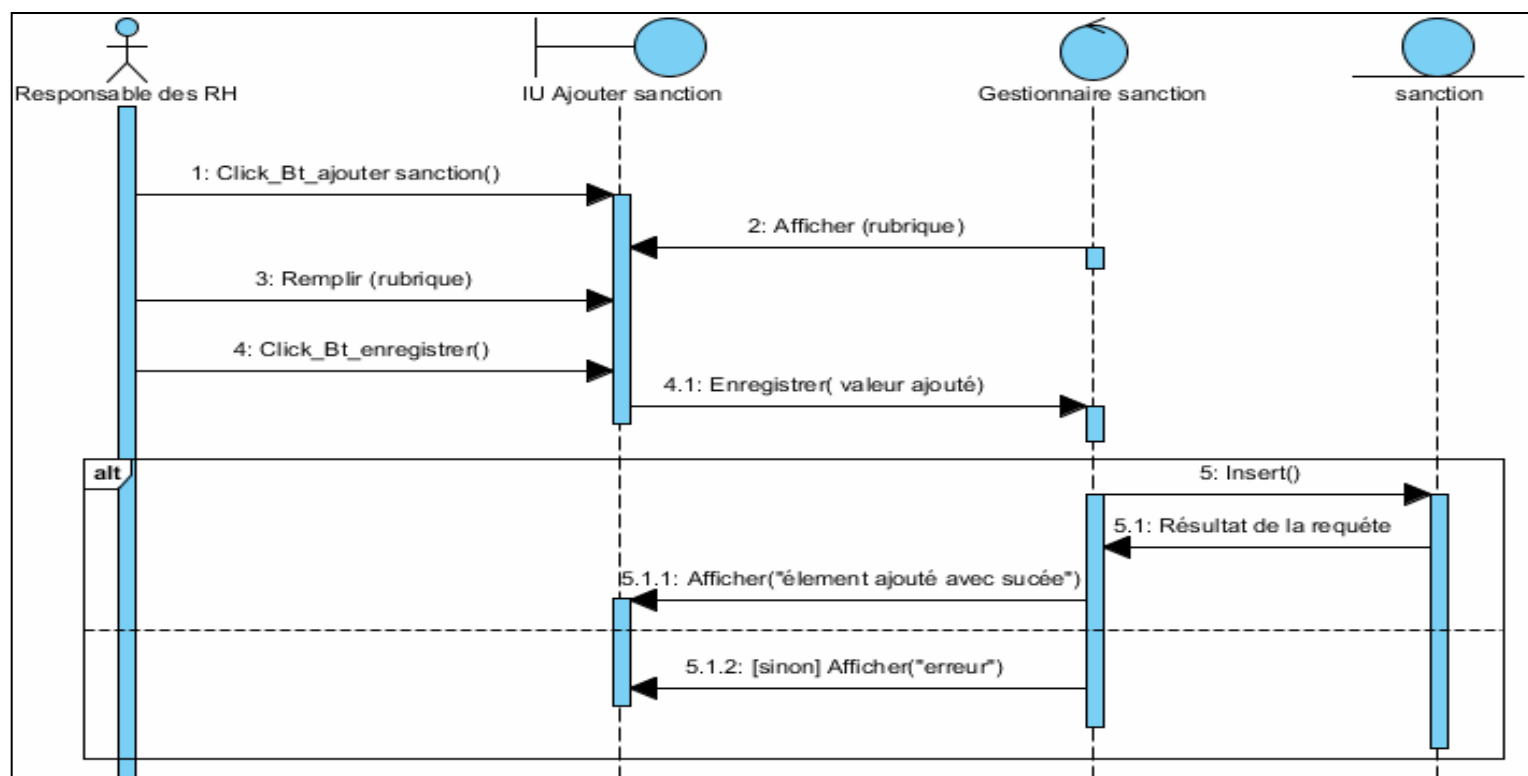 Responsable des RH
IU Ajouter sanction
Gestionnaire sanction
sanction
1: Click_Bt_ajouter sanction()
2: Afficher (rubrique)
3: Remplir (rubrique)
4: Click_Bt_enregistrer()
4.1: Enregistrer( valeur ajouté)
alt
5: Insert()
5.1: Résultat de la requéte
5.1.1: Afficher("élement ajouté avec sucée")
5.1.2: [sinon] Afficher("erreur")